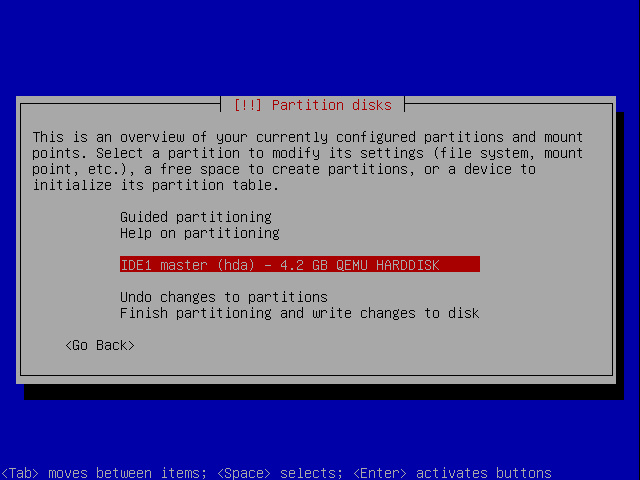 [!!] Partition disks
This is an overview of your currently configured partitions and mount
points. Select a partition to modify its settings (file system, mount
point, etc.), a free space to create partitions, or a device to
initialize its partition table.
Guided partitioning
Help on partitioning
IDE1 master (hda) – 4.2 GB QEMU HARDDISK
Undo changes to partitions
Finish partitioning and write changes to disk
<Go Back>
<Tab> moves between items; <Space> selects; <Enter> activates buttons